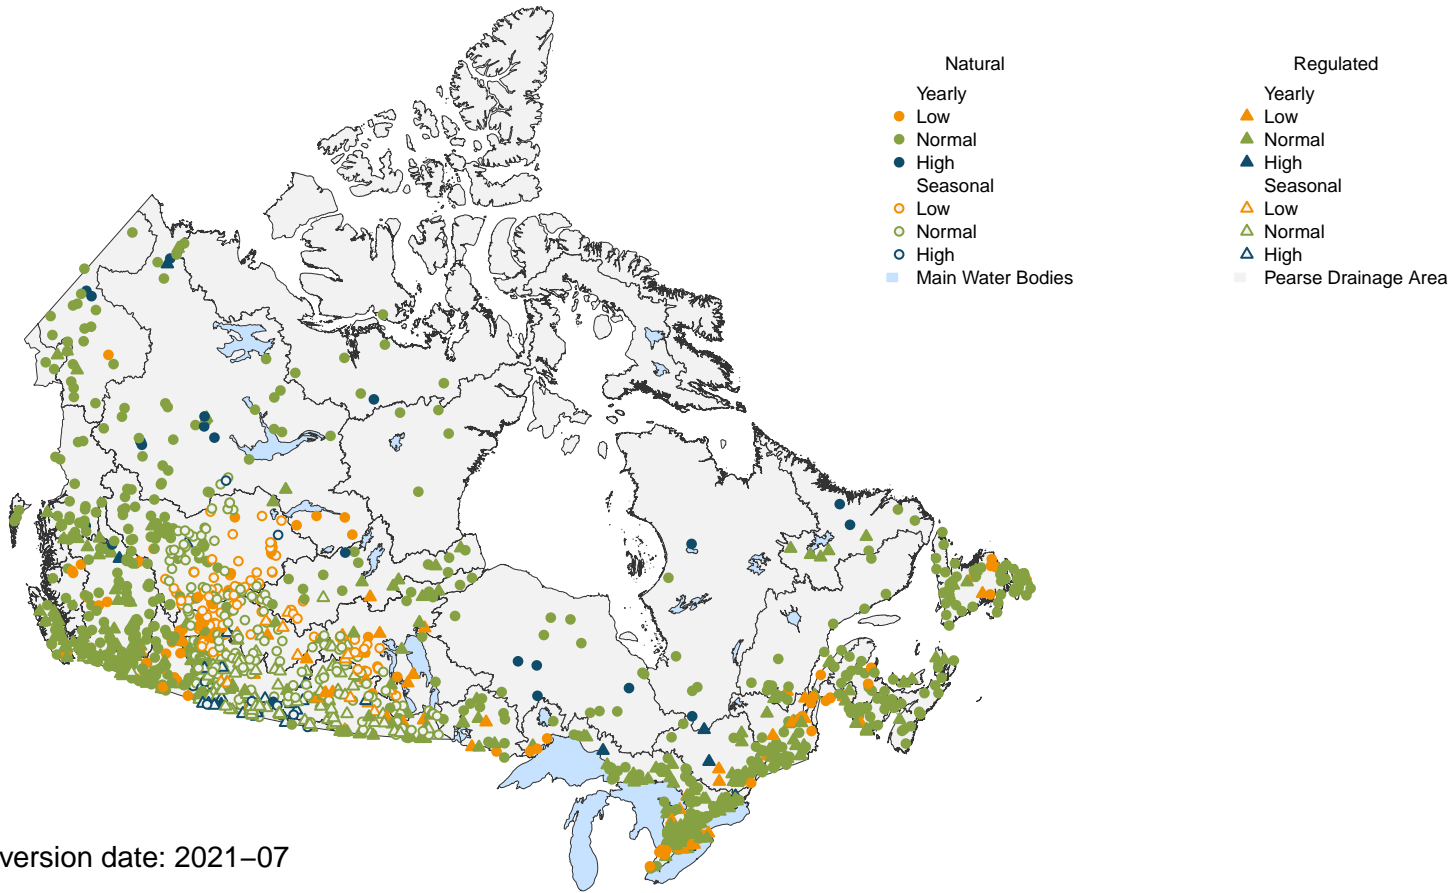 Natural
Yearly
Low
Normal
High
Seasonal
Low
Normal
High
Main Water Bodies
Regulated
Yearly
Low
Normal
High
Seasonal
Low
Normal
High
Pearse Drainage Area
version date: 2021–07